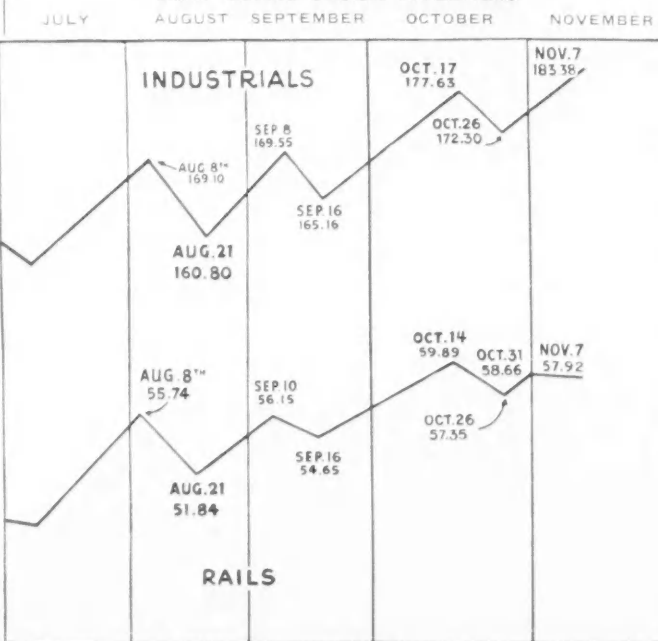 JULY
AUGUST
SEPTEMBER
OCTOBER
NOVEMBER
INDUSTRIALS
AUG 8TH
169.10
AUG.21
160.80
SEP 8
169.55
SEP.16
165.16
OCT.17
177.63
OCT.26
172.30
NOV.7
183.38
AUG.8TH
55.74
AUG.21
51.84
SEP.10
56.15
SEP.16
54.65
OCT.14
59.89
OCT.26
57.35
OCT.31
58.66
NOV.7
57.92
RAILS